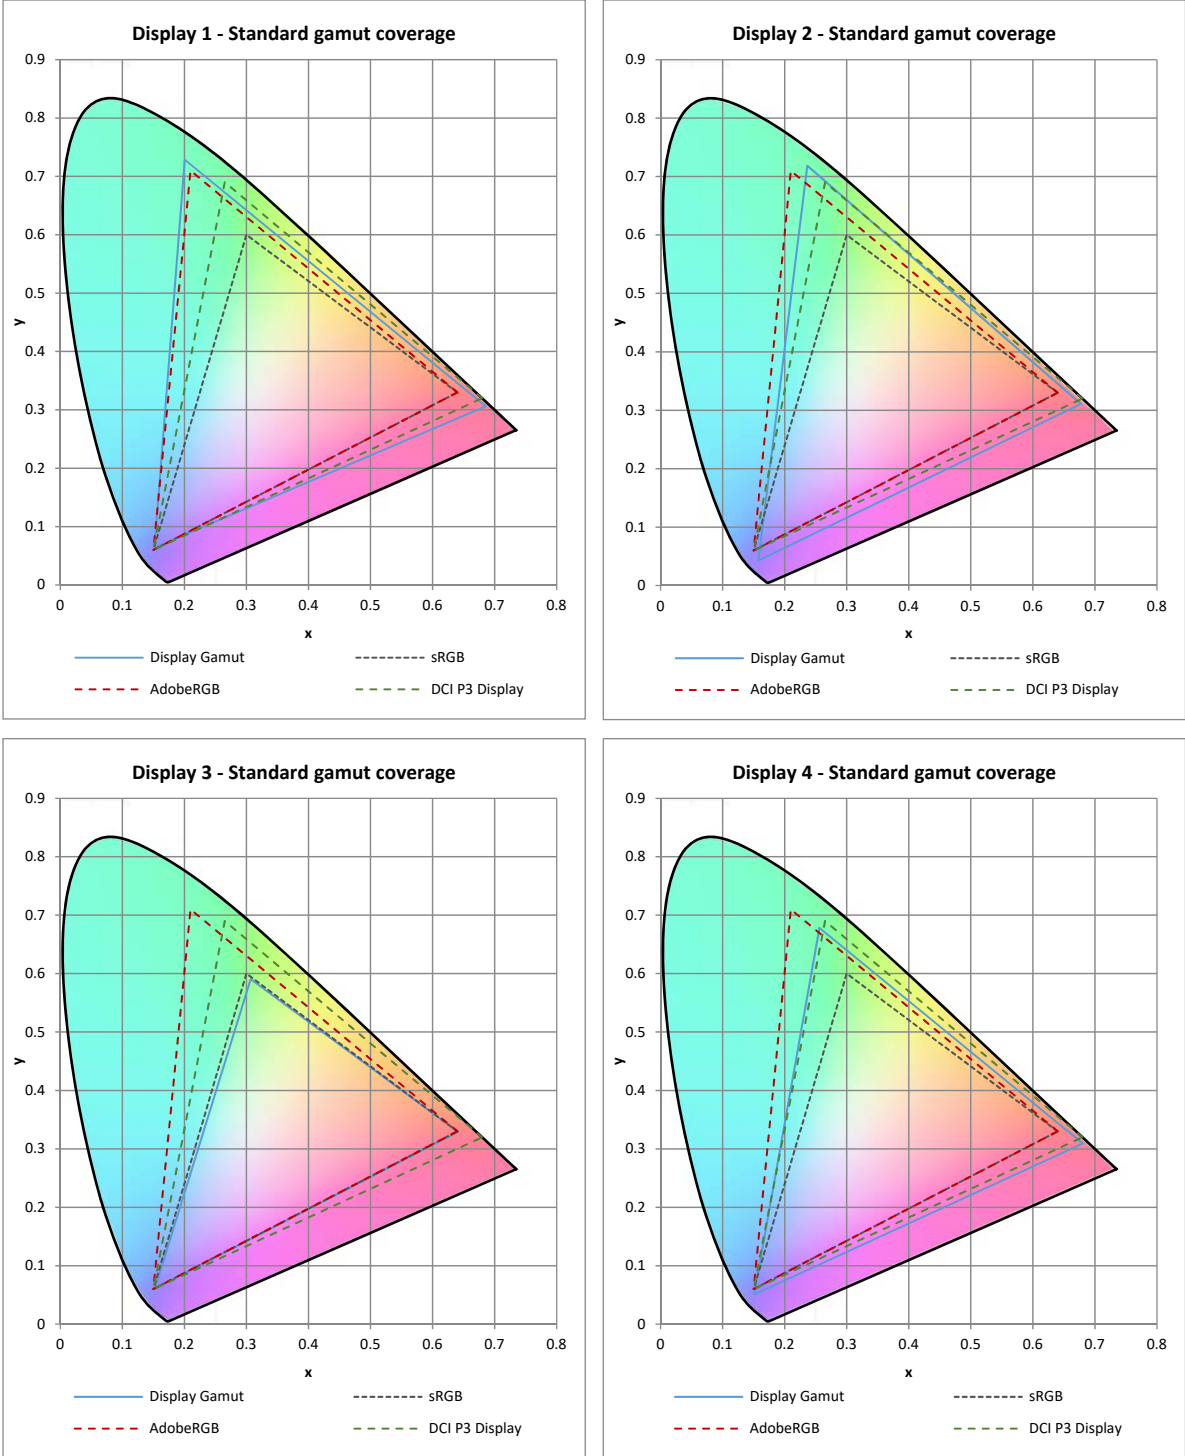 Display 1 - Standard gamut coverage
0.9
0.8
0.7
0.6
0.5
0.4
0.3
0.2
0.1
0
y
0 0.1 0.2 0.3 0.4 0.5 0.6 0.7 0.8
x
Display Gamut sRGB
AdobeRGB DCI P3 Display
Display 2 - Standard gamut coverage
0.9
0.8
0.7
0.6
0.5
0.4
0.3
0.2
0.1
0
y
0 0.1 0.2 0.3 0.4 0.5 0.6 0.7 0.8
x
Display Gamut sRGB
AdobeRGB DCI P3 Display
Display 3 - Standard gamut coverage
0.9
0.8
0.7
0.6
0.5
0.4
0.3
0.2
0.1
0
y
0 0.1 0.2 0.3 0.4 0.5 0.6 0.7 0.8
x
Display Gamut sRGB
AdobeRGB DCI P3 Display
Display 4 - Standard gamut coverage
0.9
0.8
0.7
0.6
0.5
0.4
0.3
0.2
0.1
0
y
0 0.1 0.2 0.3 0.4 0.5 0.6 0.7 0.8
x
Display Gamut sRGB
AdobeRGB DCI P3 Display